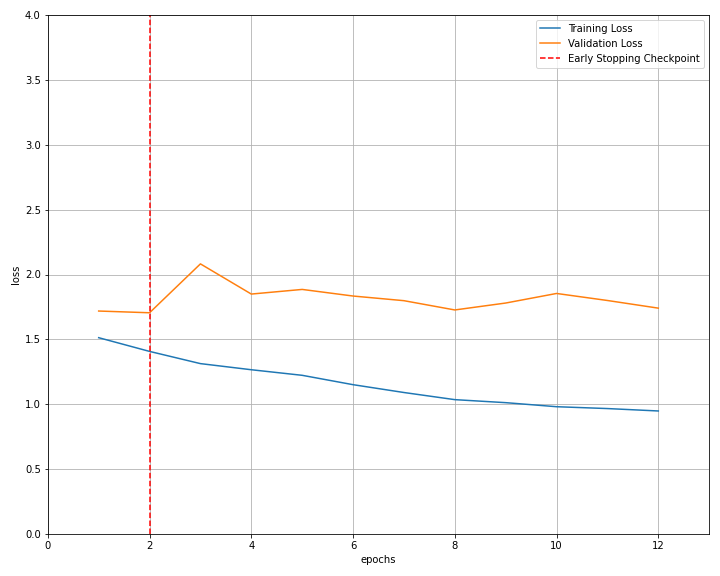 4.0
3.5
3.0
2.5
2.0
1.5
1.0
0.5
0.0
loss
0 2 4 6 8 10 12
epochs
Training Loss
Validation Loss
Early Stopping Checkpoint